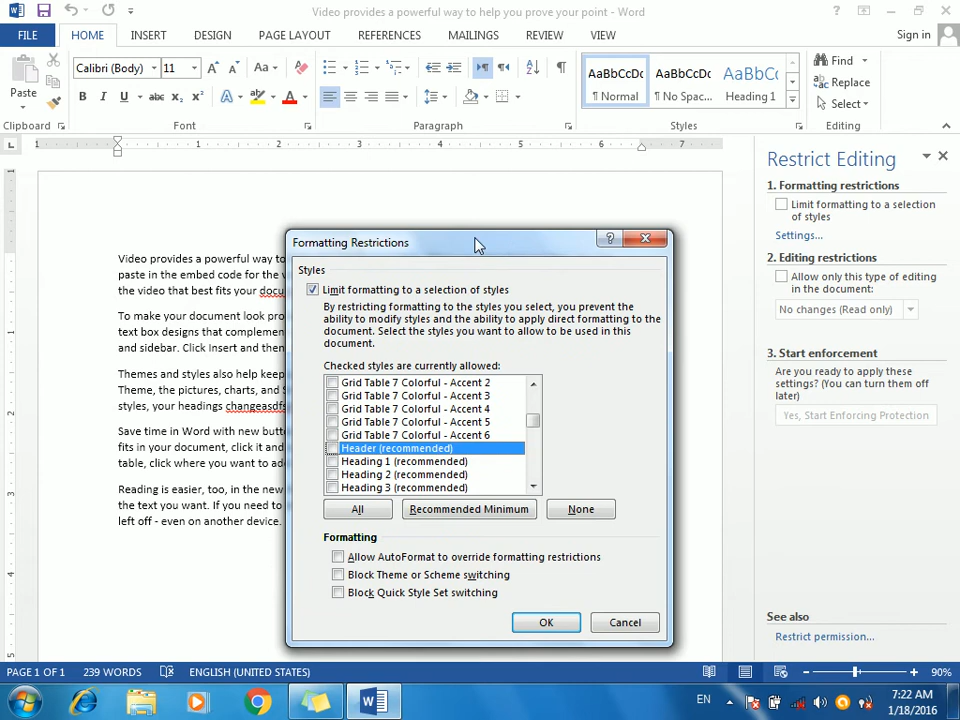 Video provides a powerful way to help you prove your point - Word
FILE HOME INSERT DESIGN PAGE LAYOUT REFERENCES MAILINGS REVIEW VIEW Sign in
Paste
Calibri (Body) 11 Aa
B I U abc x₂ x² A A
AaBbCcDc AaBbCcDc AaBbCc
¶ Normal ¶ No Spac... Heading 1
Find
Replace
Select
Clipboard Font Paragraph Styles Editing
1 1 2 3 4 5 6 7
Restrict Editing
1. Formatting restrictions
Limit formatting to a selection
of styles
Settings...
2. Editing restrictions
Allow only this type of editing
in the document:
No changes (Read only)
3. Start enforcement
Are you ready to apply these
settings? (You can turn them off
later)
Yes, Start Enforcing Protection
See also
Restrict permission...
Video provides a powerful way to
paste in the embed code for the v
the video that best fits your docu
To make your document look pro
text box designs that complemen
and sidebar. Click Insert and then
Themes and styles also help keep
Theme, the pictures, charts, and S
styles, your headings changeasdfs
Save time in Word with new butto
fits in your document, click it and
table, click where you want to add
Reading is easier, too, in the new
the text you want. If you need to
left off - even on another device.
Formatting Restrictions
Styles
Limit formatting to a selection of styles
By restricting formatting to the styles you select, you prevent the
ability to modify styles and the ability to apply direct formatting to the
document. Select the styles you want to allow to be used in this
document.
Checked styles are currently allowed:
Grid Table 7 Colorful - Accent 2
Grid Table 7 Colorful - Accent 3
Grid Table 7 Colorful - Accent 4
Grid Table 7 Colorful - Accent 5
Grid Table 7 Colorful - Accent 6
Header (recommended)
Heading 1 (recommended)
Heading 2 (recommended)
Heading 3 (recommended)
All Recommended Minimum None
Formatting
Allow AutoFormat to override formatting restrictions
Block Theme or Scheme switching
Block Quick Style Set switching
OK Cancel
PAGE 1 OF 1 239 WORDS ENGLISH (UNITED STATES) 90%
EN
7:22 AM
1/18/2016